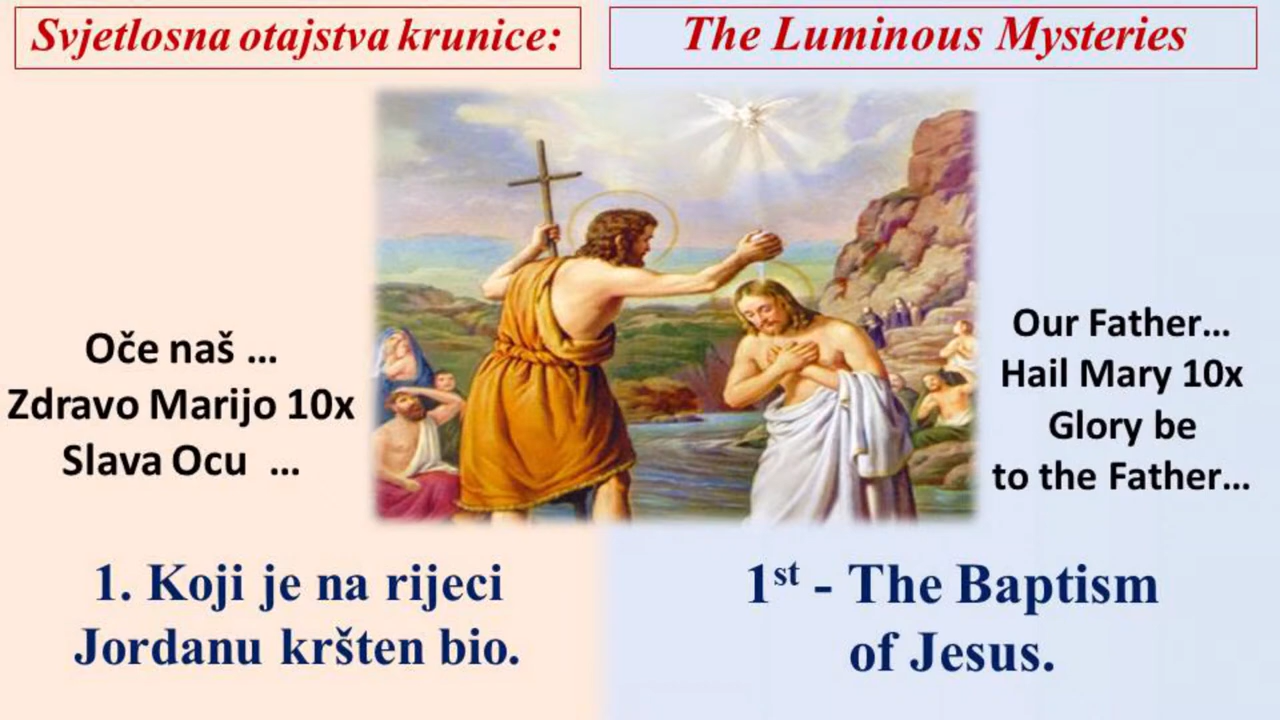 Svjetlosna otajstva krunice:
The Luminous Mysteries
Oče naš ...
Zdravo Marijo 10x
Slava Ocu  ...
Our Father...
Hail Mary 10x
Glory be
to the Father...
1. Koji je na rijeci
Jordanu kršten bio.
1st - The Baptism
of Jesus.